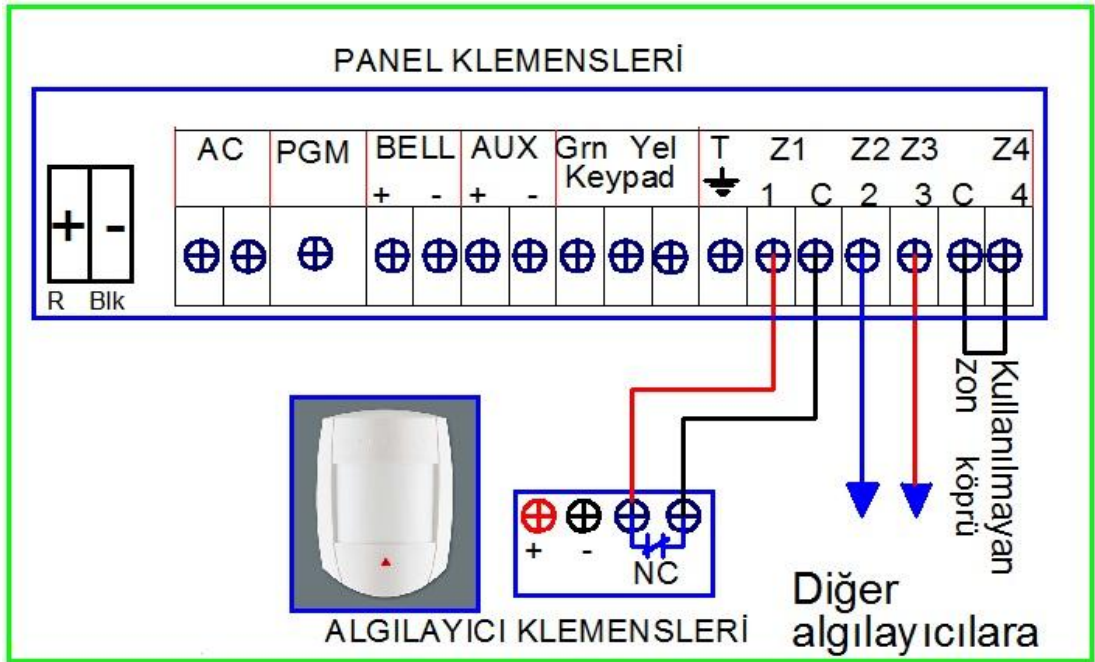 PANEL KLEMENSLERİ
AC PGM BELL AUX Grn Yel T Z1 Z2 Z3 Z4
Keypad
+ - + - 1 C 2 3 C 4
+ -
R Blk
Kullanılmayan
zon köprü
+ - NC
ALGILAYICI KLEMENSLERİ
Diğer
algılayıcılara